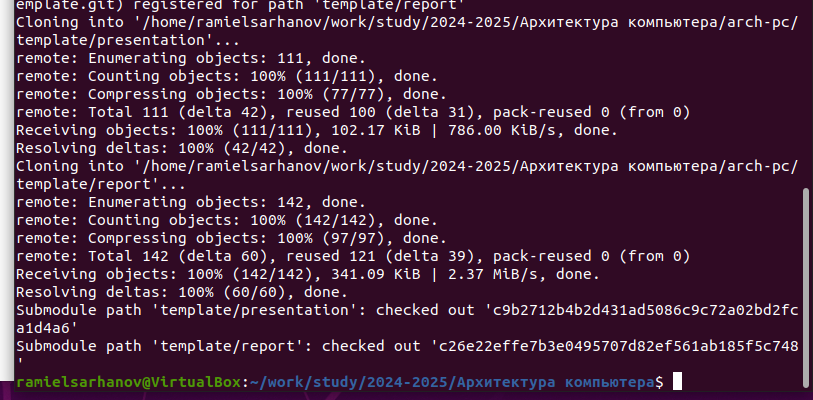 emplate.git) registered for path 'template/report'
Cloning into '/home/ramielsarhanov/work/study/2024-2025/Архитектура компьютера/arch-pc/
template/presentation'...
remote: Enumerating objects: 111, done.
remote: Counting objects: 100% (111/111), done.
remote: Compressing objects: 100% (77/77), done.
remote: Total 111 (delta 42), reused 100 (delta 31), pack-reused 0 (from 0)
Receiving objects: 100% (111/111), 102.17 KiB | 786.00 KiB/s, done.
Resolving deltas: 100% (42/42), done.
Cloning into '/home/ramielsarhanov/work/study/2024-2025/Архитектура компьютера/arch-pc/
template/report'...
remote: Enumerating objects: 142, done.
remote: Counting objects: 100% (142/142), done.
remote: Compressing objects: 100% (97/97), done.
remote: Total 142 (delta 60), reused 121 (delta 39), pack-reused 0 (from 0)
Receiving objects: 100% (142/142), 341.09 KiB | 2.37 MiB/s, done.
Resolving deltas: 100% (60/60), done.
Submodule path 'template/presentation': checked out 'c9b2712b4b2d431ad5086c9c72a02bd2fc
a1d4a6'
Submodule path 'template/report': checked out 'c26e22effe7b3e0495707d82ef561ab185f5c748
'
ramielsarhanov@VirtualBox:~/work/study/2024-2025/Архитектура компьютера$